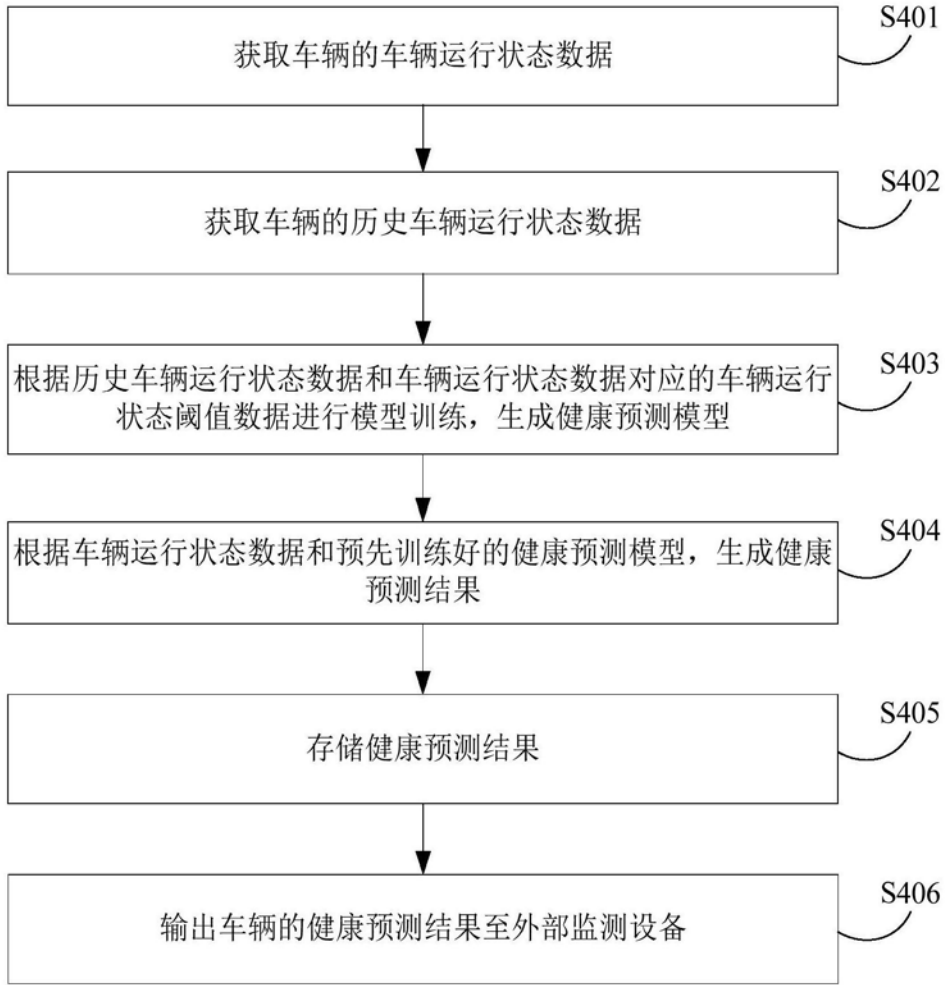 S401
获取车辆的车辆运行状态数据
S402
获取车辆的历史车辆运行状态数据
S403
根据历史车辆运行状态数据和车辆运行状态数据对应的车辆运行
状态阈值数据进行模型训练，生成健康预测模型
S404
根据车辆运行状态数据和预先训练好的健康预测模型，生成健康
预测结果
S405
存储健康预测结果
S406
输出车辆的健康预测结果至外部监测设备